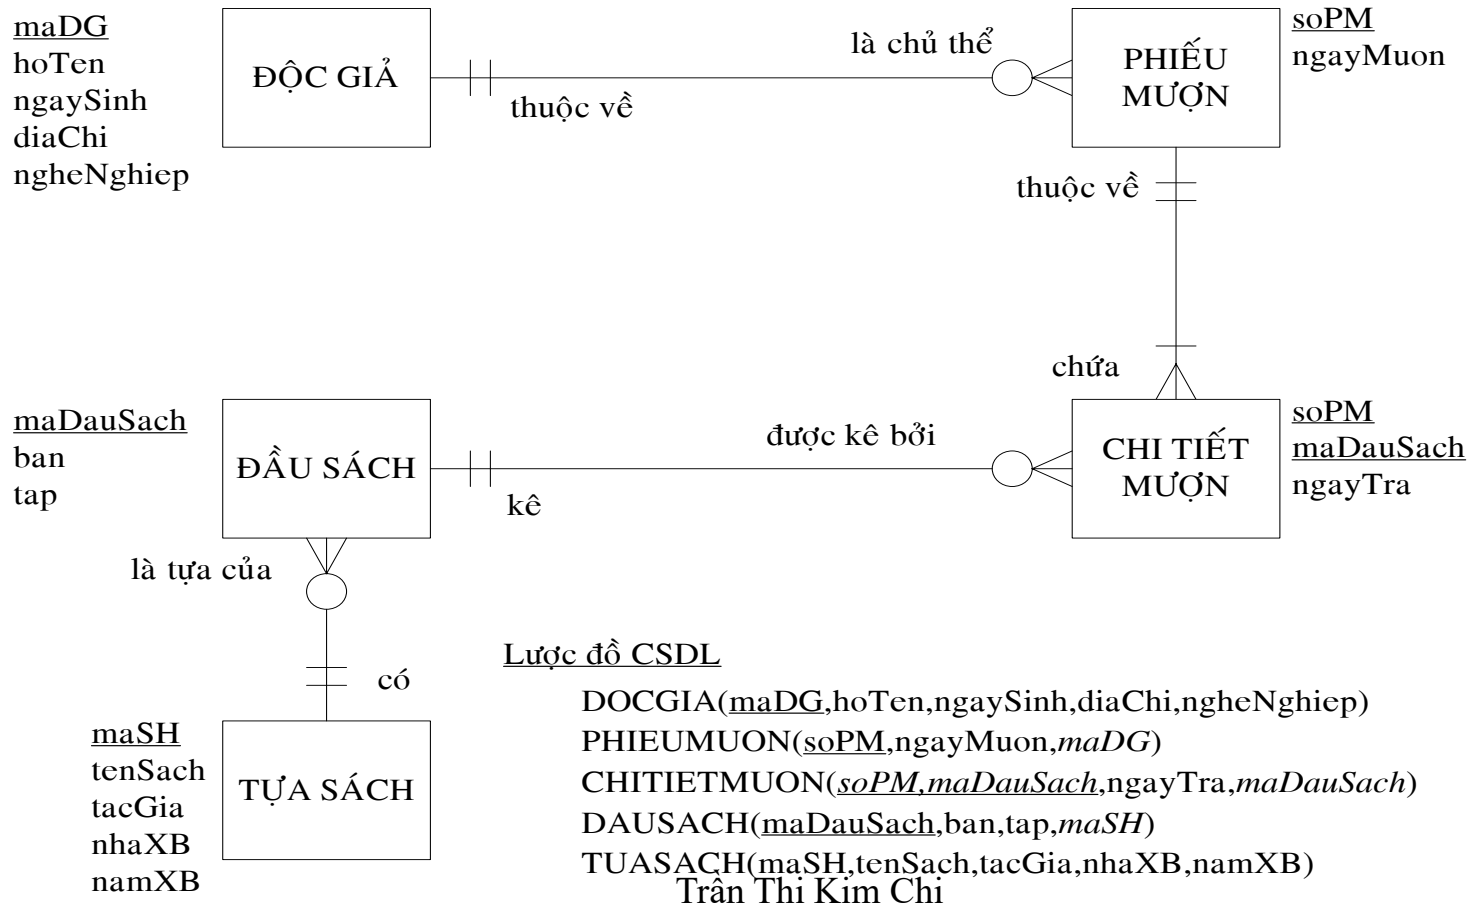 maDG
hoTen
ngaySinh
diaChi
ngheNghiep
ĐỘC GIẢ
thuộc về
là chủ thể
PHIẾU
MƯỢN
soPM
ngayMuon
thuộc về
chứa
maDauSach
ban
tap
ĐẦU SÁCH
kê
được kê bởi
CHI TIẾT
MƯỢN
soPM
maDauSach
ngayTra
là tựa của
có
maSH
tenSach
tacGia
nhaXB
namXB
TỰA SÁCH
Lược đồ CSDL
DOCGIA(maDG,hoTen,ngaySinh,diaChi,ngheNghiep)
PHIEUMUON(soPM,ngayMuon,maDG)
CHITIETMUON(soPM,maDauSach,ngayTra,maDauSach)
DAUSACH(maDauSach,ban,tap,maSH)
TUASACH(maSH,tenSach,tacGia,nhaXB,namXB)
Trần Thi Kim Chi